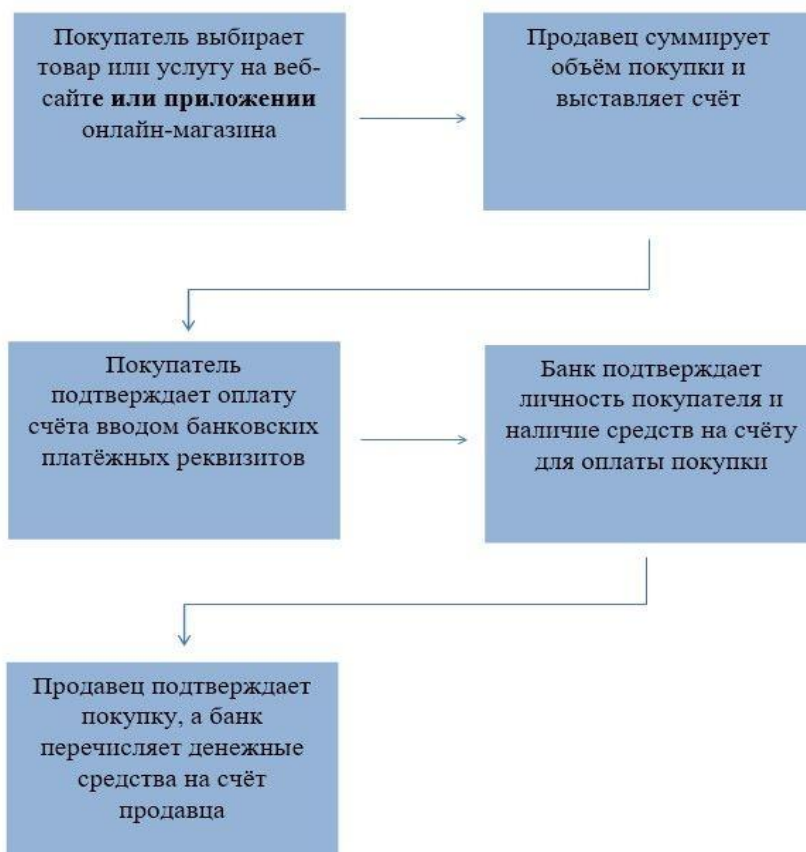 Покупатель выбирает
товар или услугу на веб-
сайте или приложении
онлайн-магазина
Продавец суммирует
объём покупки и
выставляет счёт
Покупатель
подтверждает оплату
счёта вводом банковских
платёжных реквизитов
Банк подтверждает
личность покупателя и
наличие средств на счёту
для оплаты покупки
Продавец подтверждает
покупку, а банк
перечисляет денежные
средства на счёт
продавца